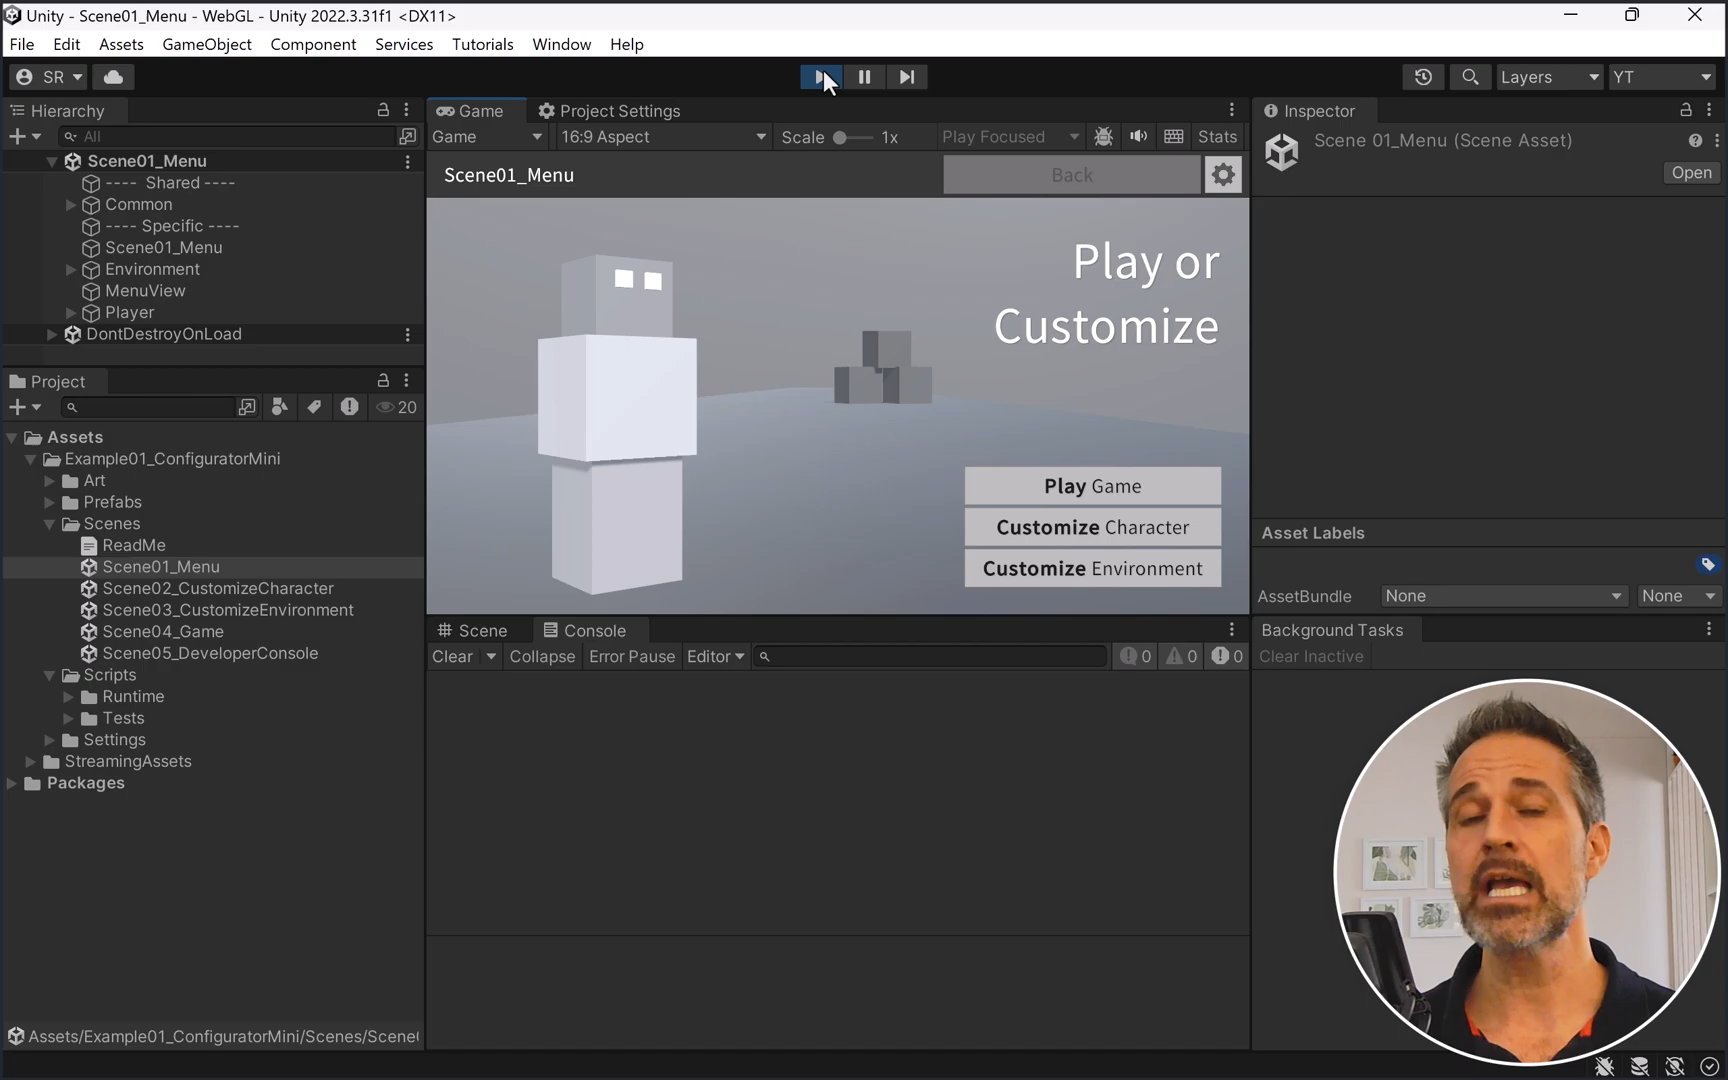 Unity - Scene01_Menu - WebGL - Unity 2022.3.31f1 <DX11>
File Edit Assets GameObject Component Services Tutorials Window Help
SR
Layers
YT
Hierarchy
All
Scene01_Menu
---- Shared ----
Common
---- Specific ----
Scene01_Menu
Environment
MenuView
Player
DontDestroyOnLoad
Project
20
Assets
Example01_ConfiguratorMini
Art
Prefabs
Scenes
ReadMe
Scene01_Menu
Scene02_CustomizeCharacter
Scene03_CustomizeEnvironment
Scene04_Game
Scene05_DeveloperConsole
Scripts
Runtime
Tests
Settings
StreamingAssets
Packages
Assets/Example01_ConfiguratorMini/Scenes/Scene
Game
Project Settings
Game 16:9 Aspect Scale 1x Play Focused Stats
Scene01_Menu
Back
Play or
Customize
Play Game
Customize Character
Customize Environment
Scene
Console
Clear Collapse Error Pause Editor 0 0 0
Inspector
Scene 01_Menu (Scene Asset)
Open
Asset Labels
AssetBundle None None
Background Tasks
Clear Inactive